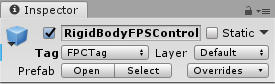 Inspector
RigidBodyFPSControl Static
Tag FPCTag Layer Default
Prefab Open Select Overrides